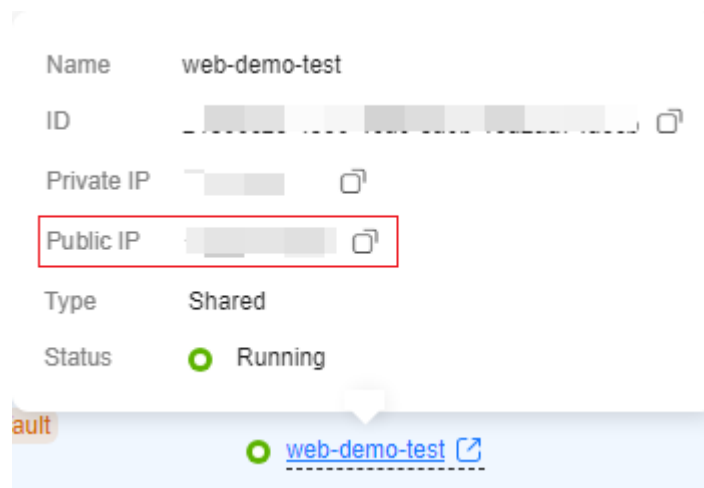 Name web-demo-test
ID
Private IP
Public IP
Type Shared
Status Running
ault
web-demo-test